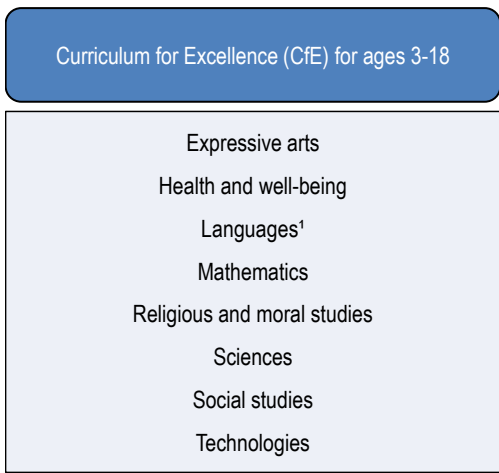 Curriculum for Excellence (CfE) for ages 3-18
Expressive arts
Health and well-being
Languages¹
Mathematics
Religious and moral studies
Sciences
Social studies
Technologies